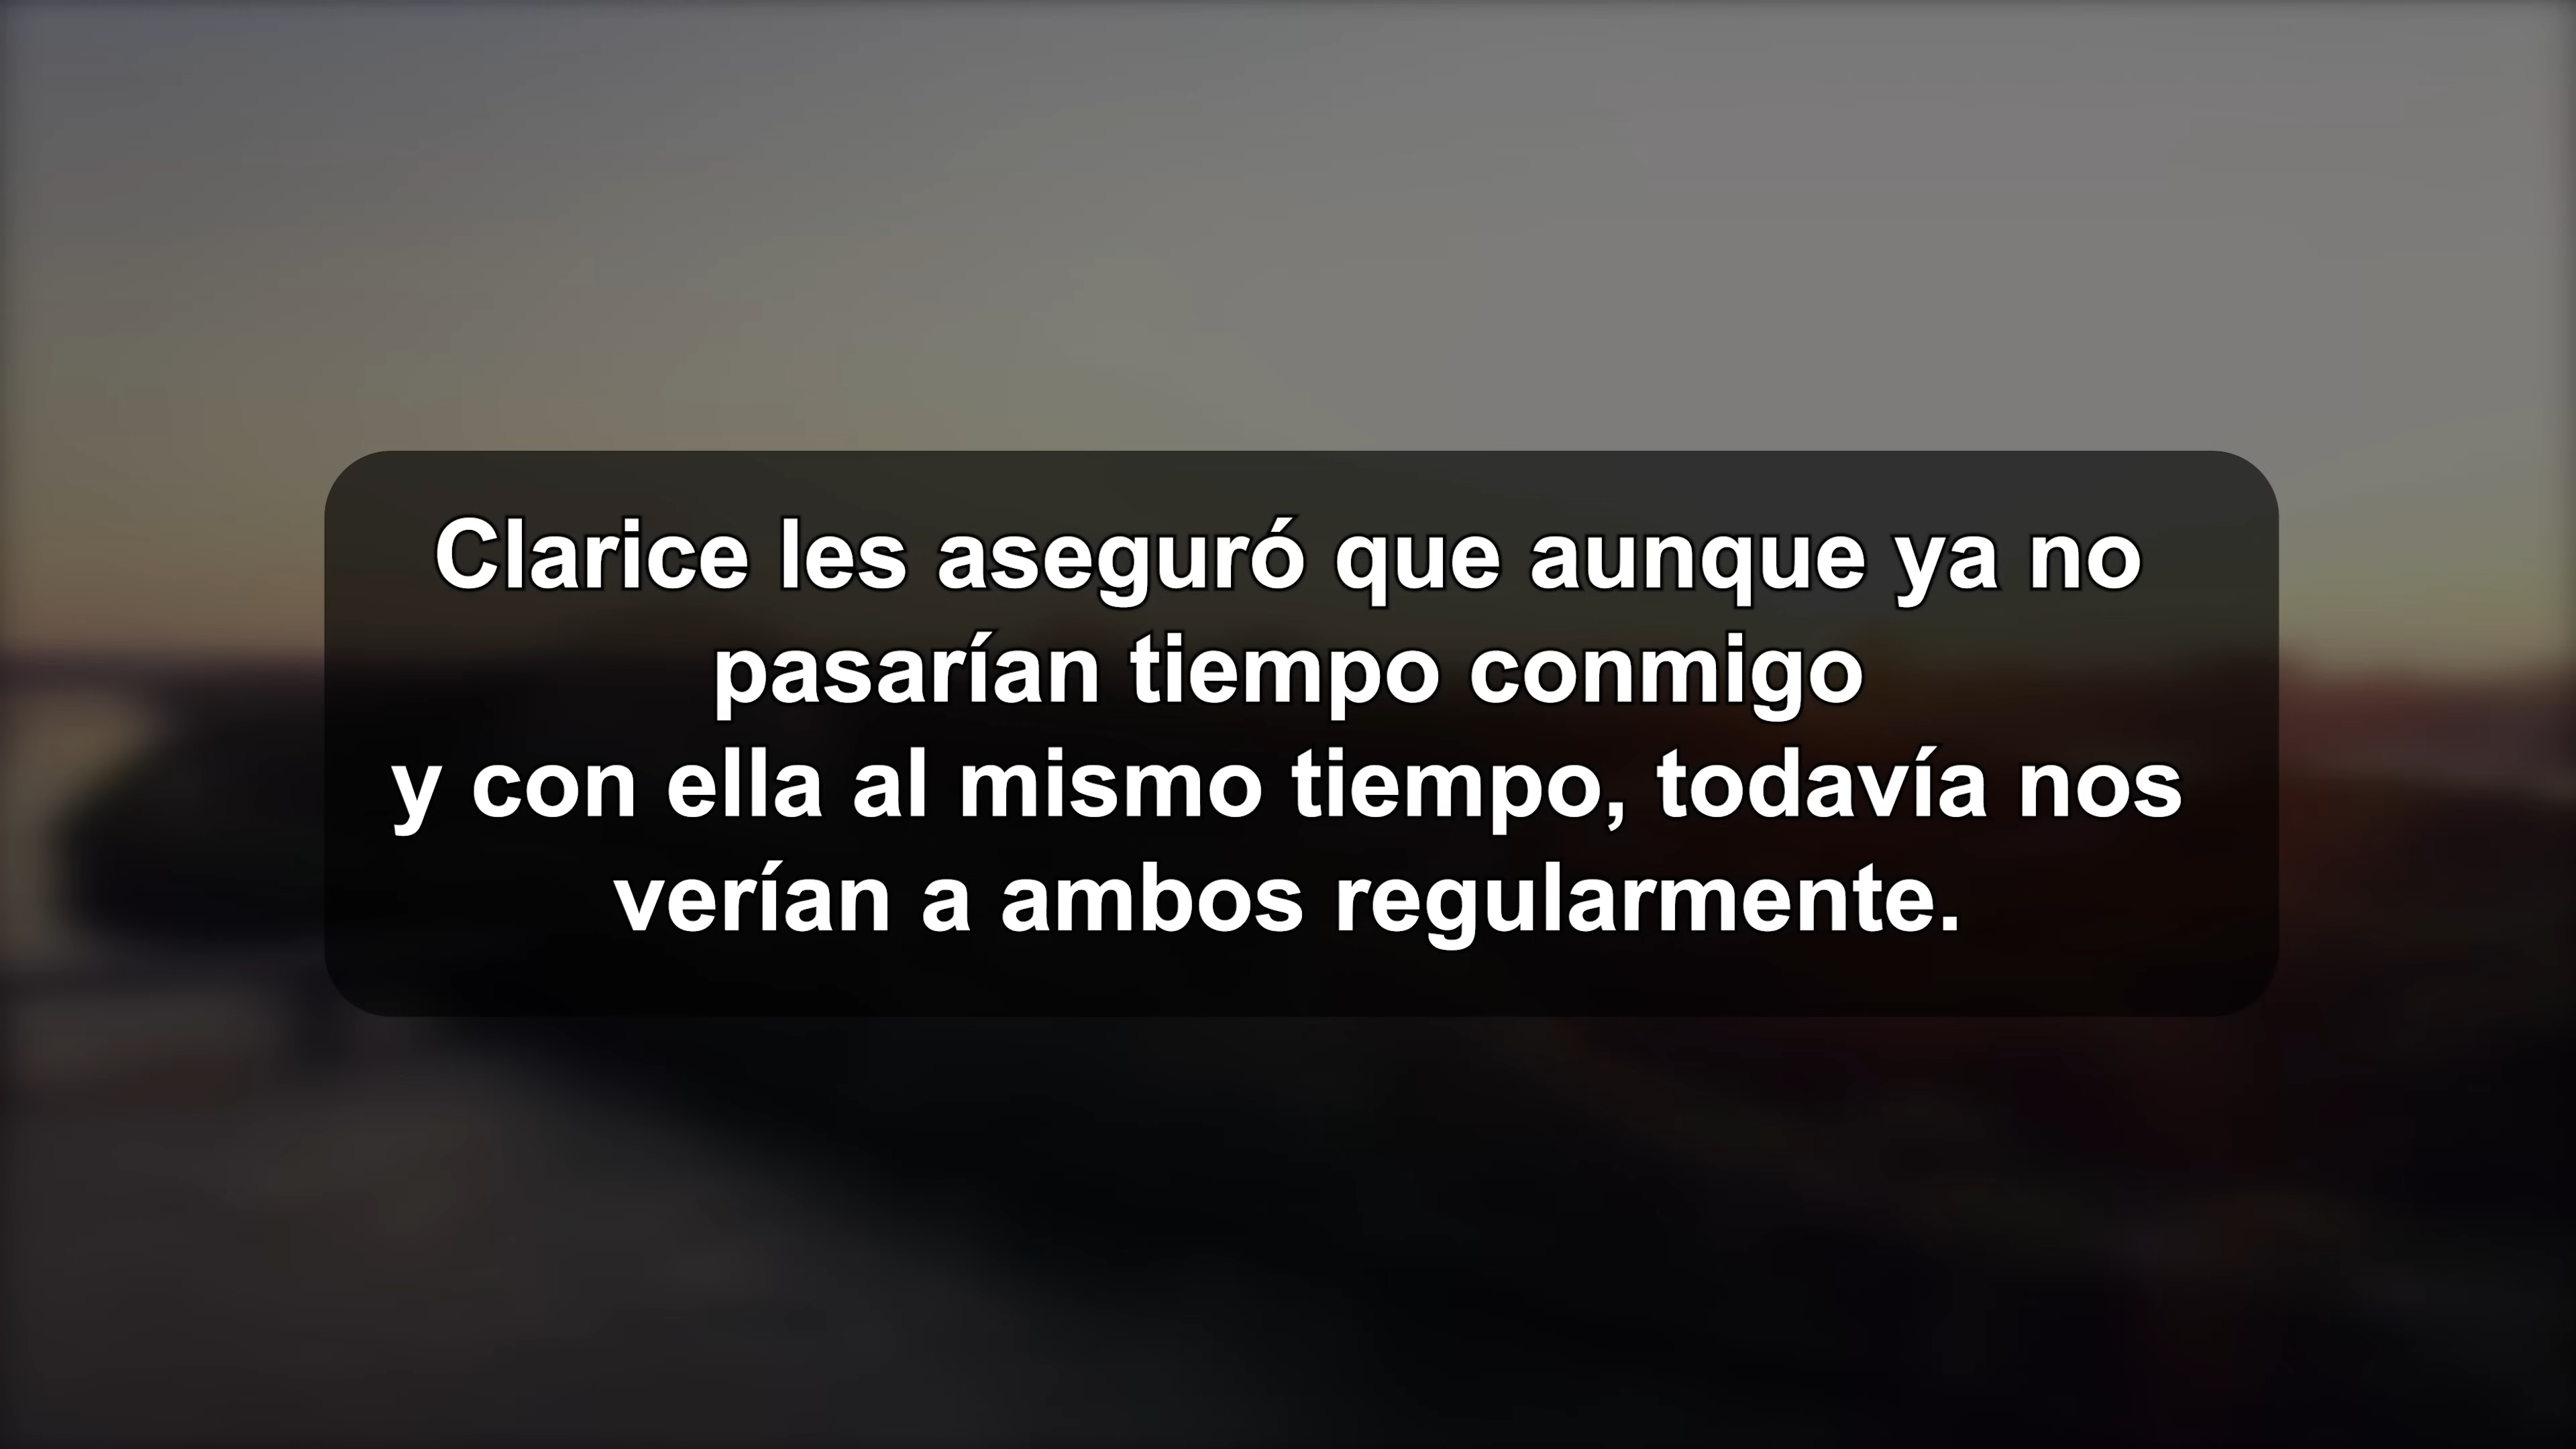 Clarice les aseguró que aunque ya no
pasarían tiempo conmigo
y con ella al mismo tiempo, todavía nos
verían a ambos regularmente.